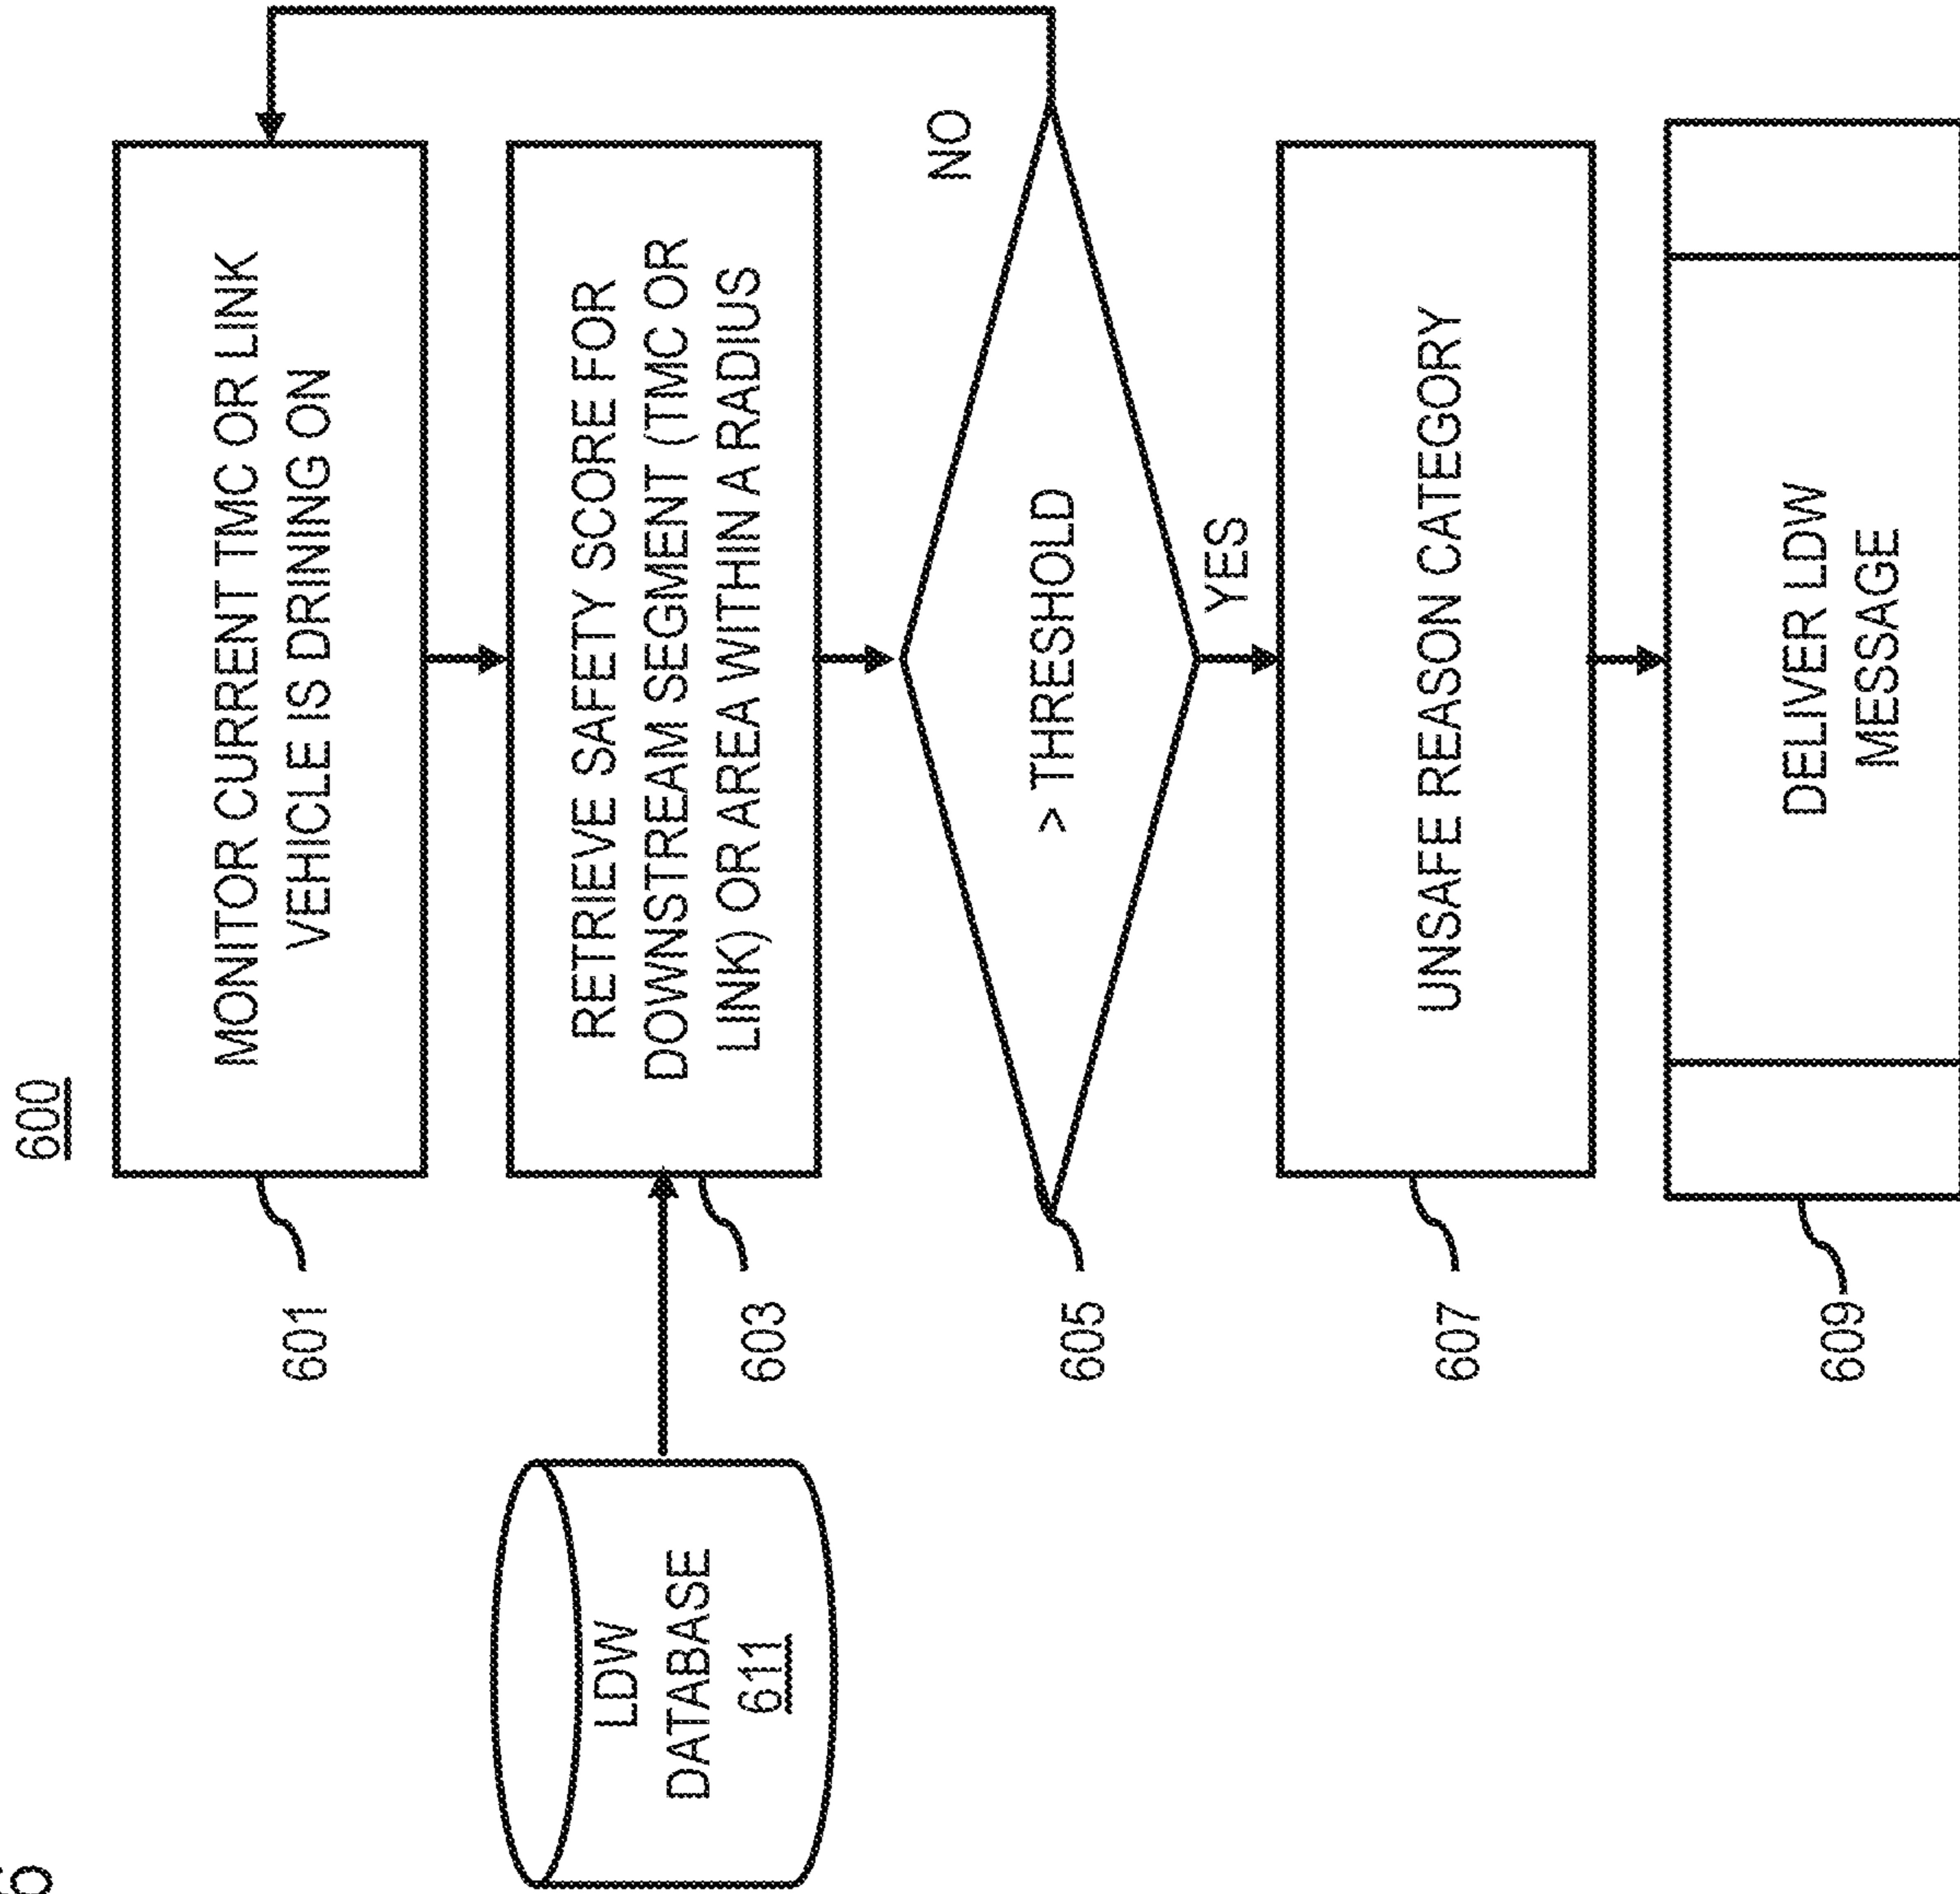 600
MONITOR CURRENT TMC OR LINK
VEHICLE IS DRINING ON
601
RETRIEVE SAFETY SCORE FOR
DOWNSTREAM SEGMENT (TMC OR
LINK) OR AREA WITHIN A RADIUS
603
LDW
DATABASE
611
NO
> THRESHOLD
605
YES
UNSAFE REASON CATEGORY
607
DELIVER LDW
MESSAGE
609